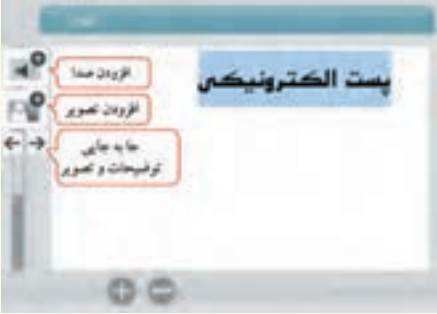 پست الکترونیکی
افزودن صدا
افزودن تصویر
جا به جایی
توضیحات و تصویر